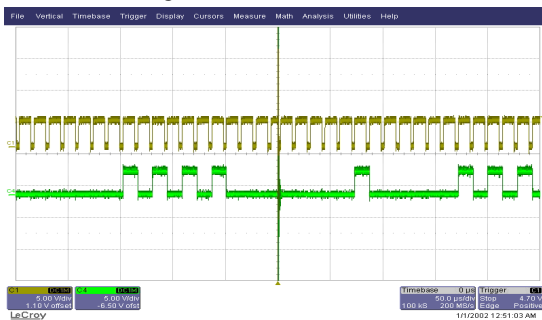 File Vertical Timebase Trigger Display Cursors Measure Math Analysis Utilities Help
C1
C4
C1 DC1M C4 DC1M Timebase 0 µs Trigger C1
5.00 V/div 5.00 V/div 50.0 µs/div Stop 4.70 V
1.10 V offset -6.50 V ofst 100 kS 200 MS/s Edge Positive
LeCroy 1/1/2002 12:51:03 AM